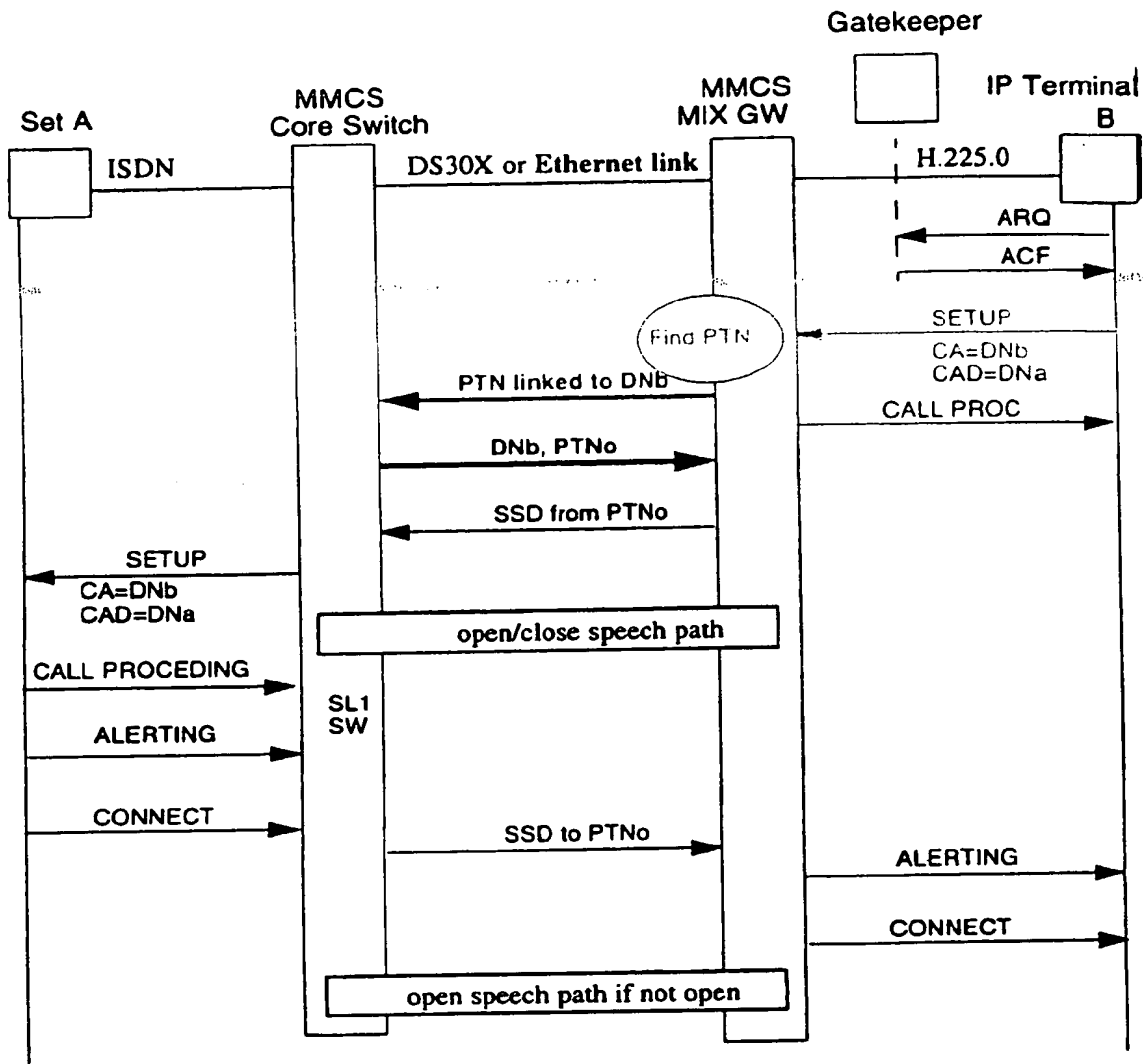 Gatekeeper
Set A
MMCS
Core Switch
MMCS
MIX GW
IP Terminal
B
ISDN
DS30X or Ethernet link
H.225.0
ARQ
ACF
Find PTN
SETUP
CA=DNb
CAD=DNa
PTN linked to DNB
CALL PROC
DNb, PTNo
SSD from PTNo
SETUP
CA=DNb
CAD=DNa
open/close speech path
CALL PROCEDING
SL1
SW
ALERTING
CONNECT
SSD to PTNo
ALERTING
CONNECT
open speech path if not open